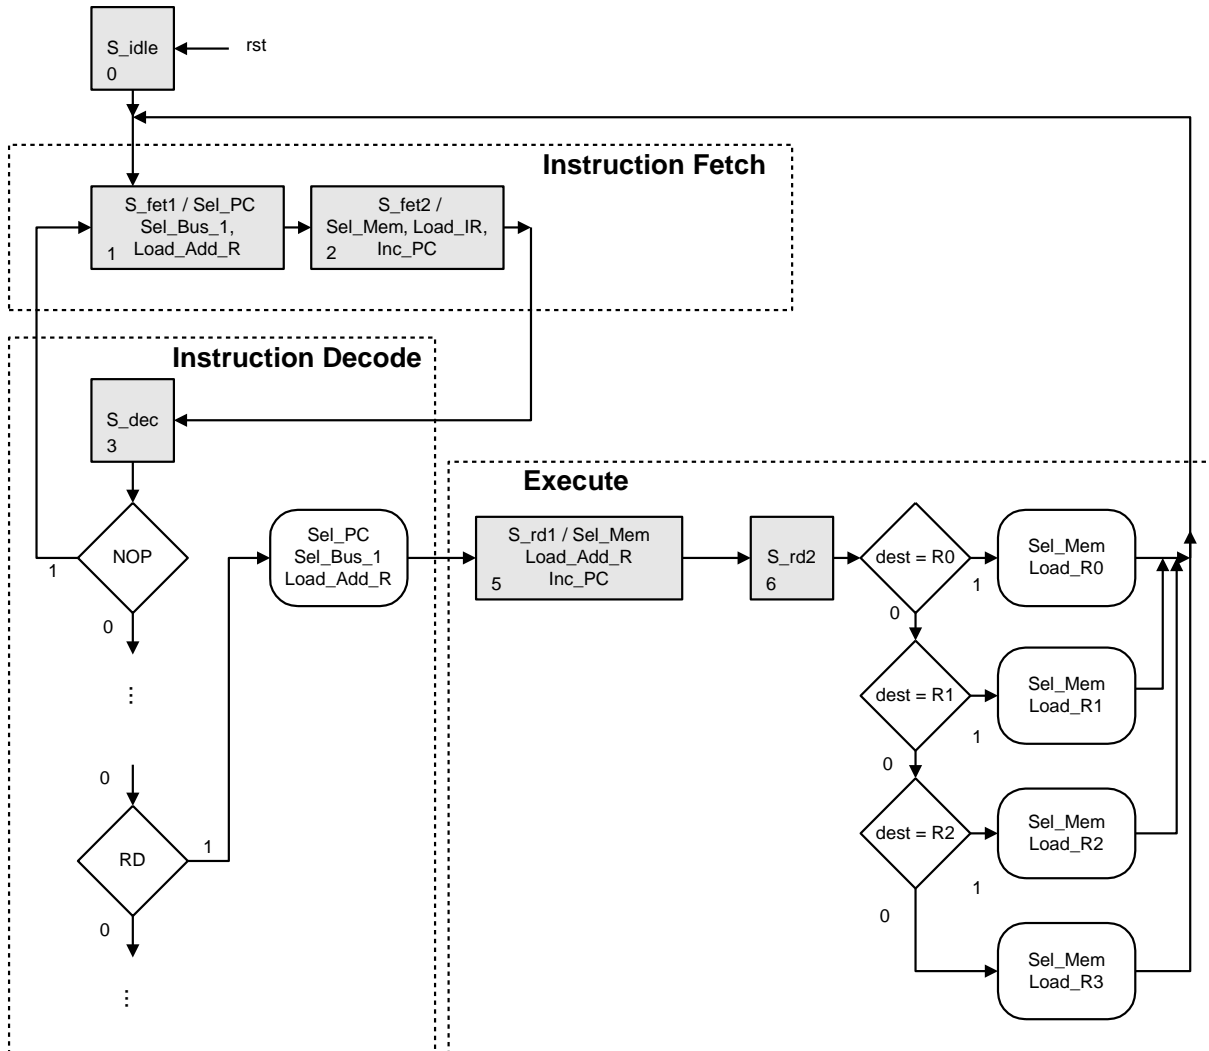 S_idle
0
rst
Instruction Fetch
S_fet1 / Sel_PC
Sel_Bus_1,
Load_Add_R
1
S_fet2 /
Sel_Mem, Load_IR,
Inc_PC
2
Instruction Decode
S_dec
3
NOP
1
0
...
0
RD
1
0
...
Sel_PC
Sel_Bus_1
Load_Add_R
Execute
S_rd1 / Sel_Mem
Load_Add_R
Inc_PC
5
S_rd2
6
dest = R0
1
0
Sel_Mem
Load_R0
dest = R1
1
0
Sel_Mem
Load_R1
dest = R2
1
0
Sel_Mem
Load_R2
Sel_Mem
Load_R3